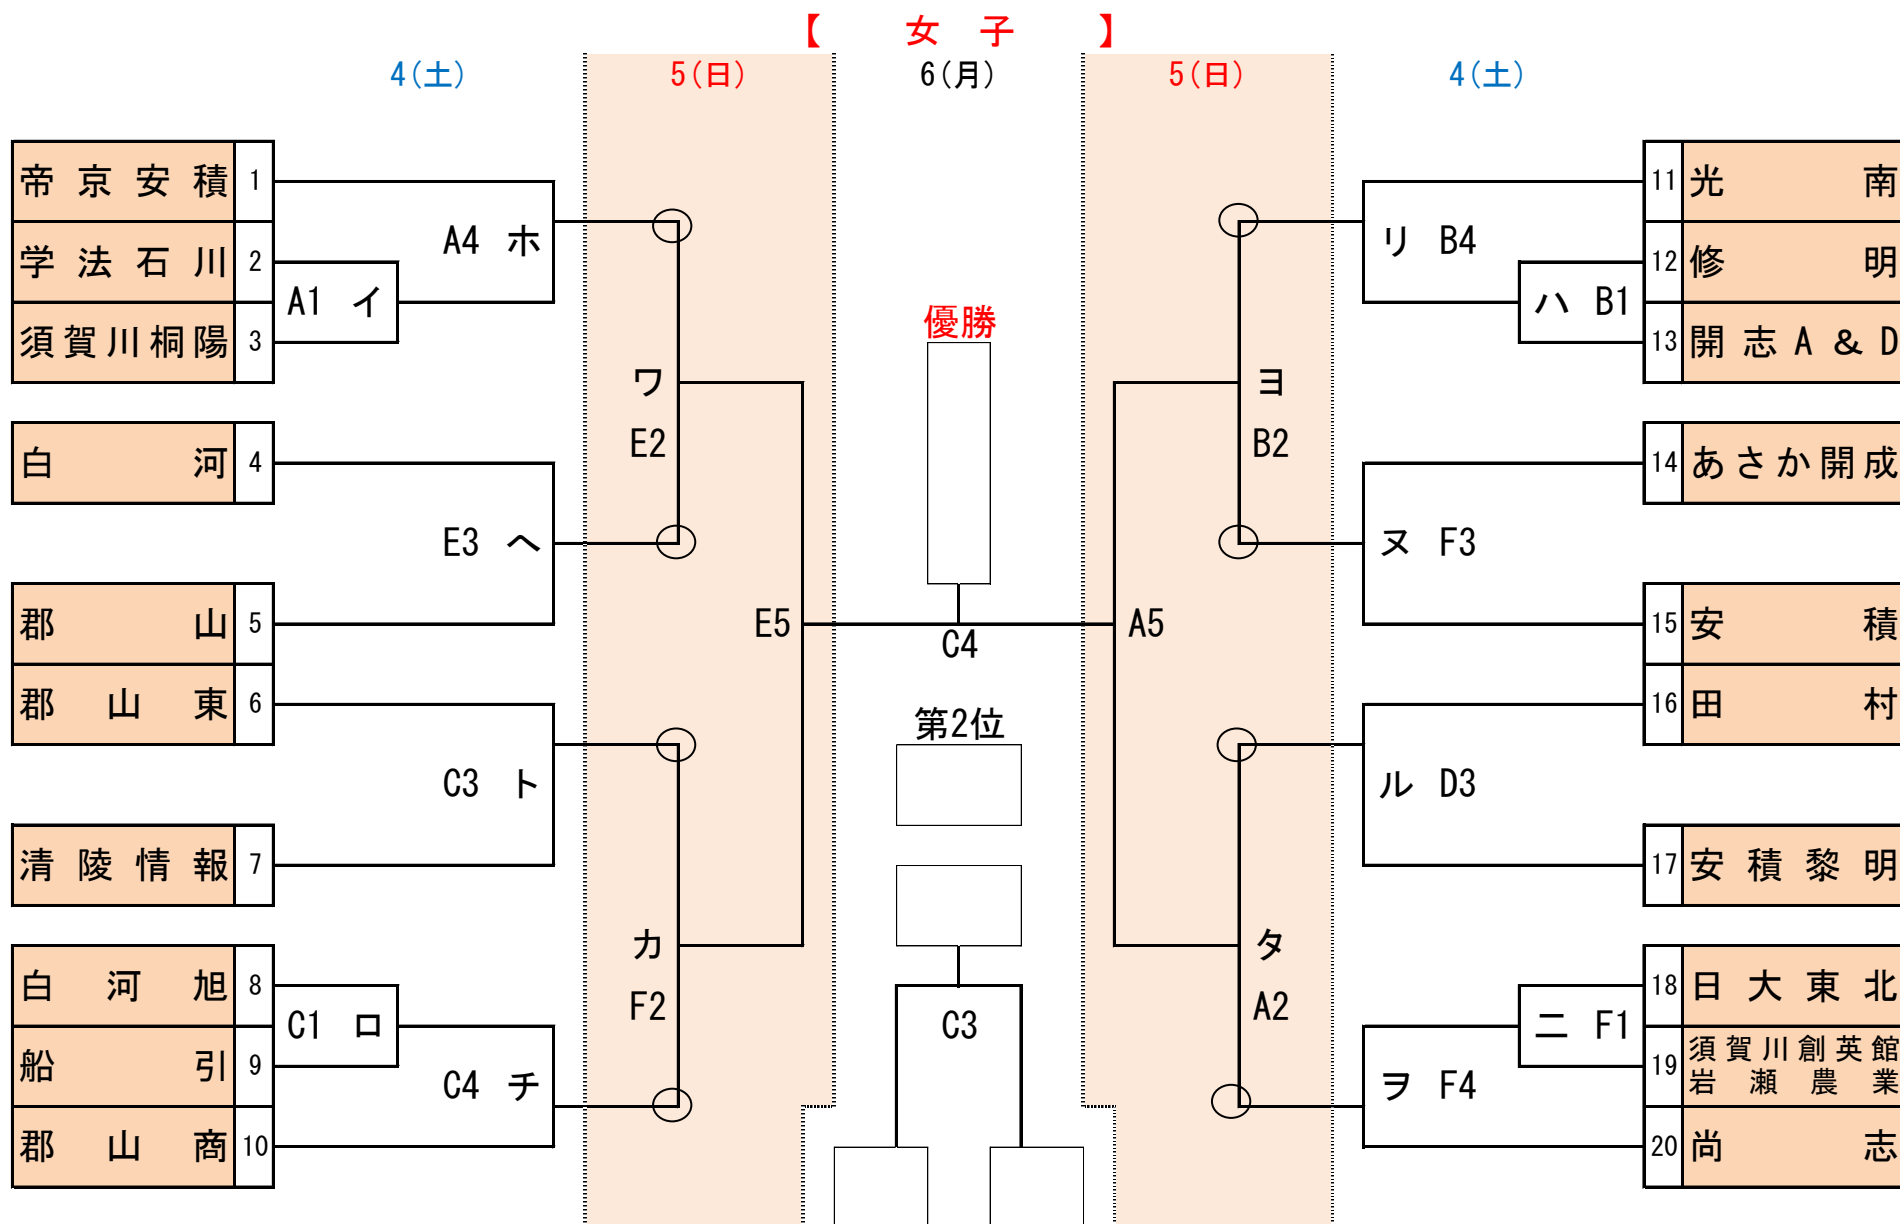 【 女 子 】
4(土) 5(日) 6(月) 5(日) 4(土)
帝京安積 1
学法石川 2
須賀川桐陽 3
A4 ホ
A1 イ
白河 4
E3 ヘ
郡山 5
郡山東 6
C3 ト
清陵情報 7
白河旭 8
船引 9
郡山商 10
C1 ロ
C4 チ
ワ
E2
カ
F2
E5
優勝
C4
第2位
C3
A5
ヨ
B2
タ
A2
リ B4
ハ B1
ヌ F3
ル D3
ニ F1
ヲ F4
11 光南
12 修明
13 開志A&D
14 あさか開成
15 安積
16 田村
17 安積黎明
18 日大東北
19 須賀川創英館
岩瀬農業
20 尚志